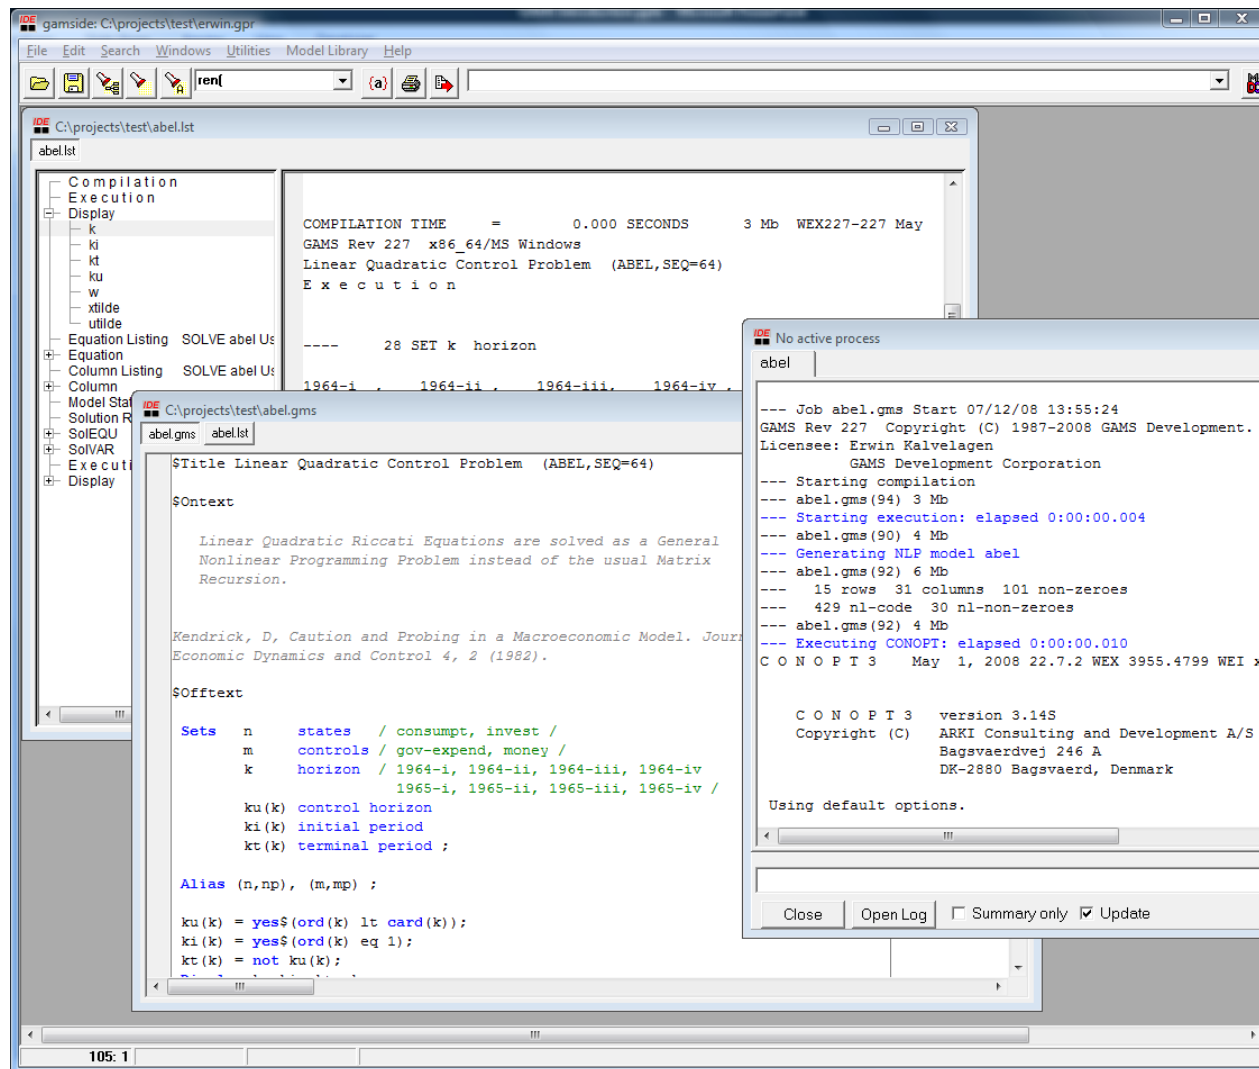 IDE gamside: C:\projects\test\erwin.gpr
File Edit Search Windows Utilities Model Library Help
ren( {a}
IDE C:\projects\test\abel.lst
abel.lst
C o m p i l a t i o n
E x e c u t i o n
Display
k
ki
kt
ku
w
xtilde
utilde
Equation Listing SOLVE abel Us
Equation
Column Listing SOLVE abel Us
Column
Model Stat
Solution R
SolEQU
SolVAR
E x e c u t i
Display
COMPILATION TIME = 0.000 SECONDS 3 Mb WEX227-227 May
GAMS Rev 227 x86_64/MS Windows
Linear Quadratic Control Problem (ABEL,SEQ=64)
E x e c u t i o n
---- 28 SET k horizon
1964-i , 1964-ii , 1964-iii, 1964-iv ,
IDE C:\projects\test\abel.gms
abel.gms abel.lst
$Title Linear Quadratic Control Problem (ABEL,SEQ=64)
$Ontext
Linear Quadratic Riccati Equations are solved as a General
Nonlinear Programming Problem instead of the usual Matrix
Recursion.
Kendrick, D, Caution and Probing in a Macroeconomic Model. Jour
Economic Dynamics and Control 4, 2 (1982).
$Offtext
Sets n states / consumpt, invest /
m controls / gov-expend, money /
k horizon / 1964-i, 1964-ii, 1964-iii, 1964-iv
1965-i, 1965-ii, 1965-iii, 1965-iv /
ku(k) control horizon
ki(k) initial period
kt(k) terminal period ;
Alias (n,np), (m,mp) ;
ku(k) = yes$(ord(k) lt card(k));
ki(k) = yes$(ord(k) eq 1);
kt(k) = not ku(k);
IDE No active process
abel
--- Job abel.gms Start 07/12/08 13:55:24
GAMS Rev 227 Copyright (C) 1987-2008 GAMS Development.
Licensee: Erwin Kalvelagen
GAMS Development Corporation
--- Starting compilation
--- abel.gms(94) 3 Mb
--- Starting execution: elapsed 0:00:00.004
--- abel.gms(90) 4 Mb
--- Generating NLP model abel
--- abel.gms(92) 6 Mb
--- 15 rows 31 columns 101 non-zeroes
--- 429 nl-code 30 nl-non-zeroes
--- abel.gms(92) 4 Mb
--- Executing CONOPT: elapsed 0:00:00.010
C O N O P T 3 May 1, 2008 22.7.2 WEX 3955.4799 WEI x
C O N O P T 3 version 3.14S
Copyright (C) ARKI Consulting and Development A/S
Bagsvaerdvej 246 A
DK-2880 Bagsvaerd, Denmark
Using default options.
Close Open Log Summary only Update
105: 1